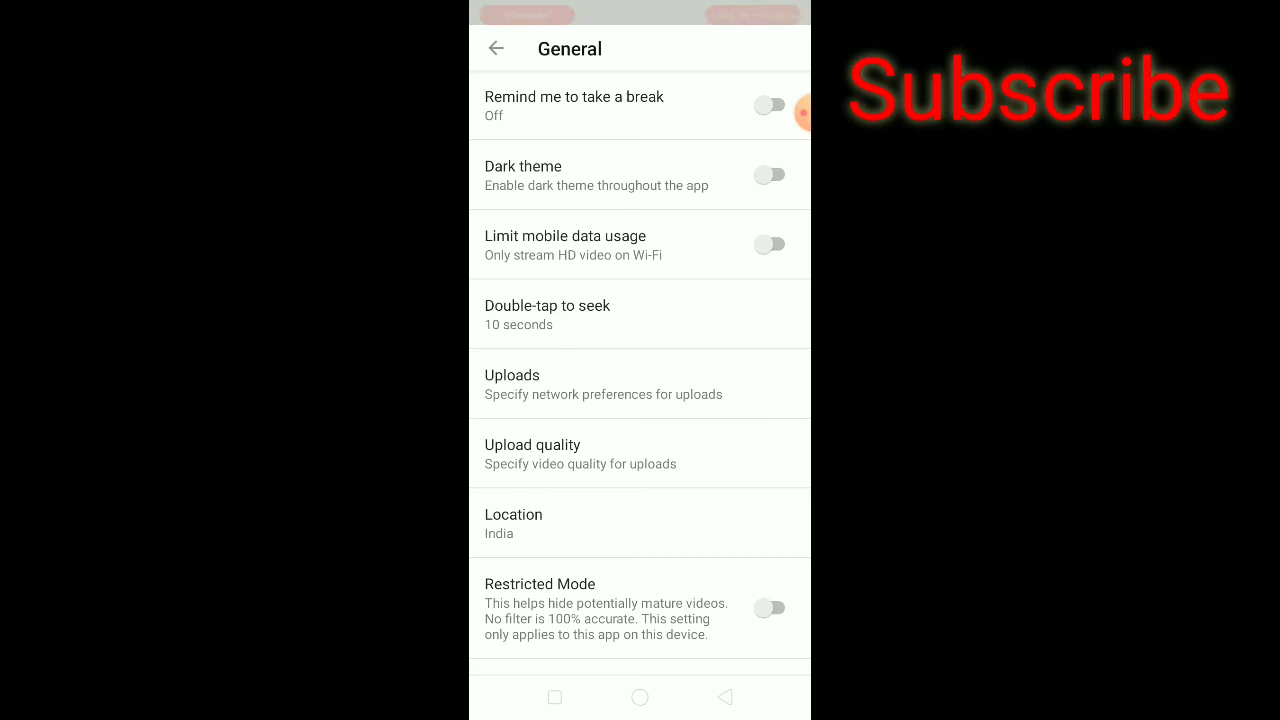 General
Subscribe
Remind me to take a break
Off
Dark theme
Enable dark theme throughout the app
Limit mobile data usage
Only stream HD video on Wi-Fi
Double-tap to seek
10 seconds
Uploads
Specify network preferences for uploads
Upload quality
Specify video quality for uploads
Location
India
Restricted Mode
This helps hide potentially mature videos.
No filter is 100% accurate. This setting
only applies to this app on this device.